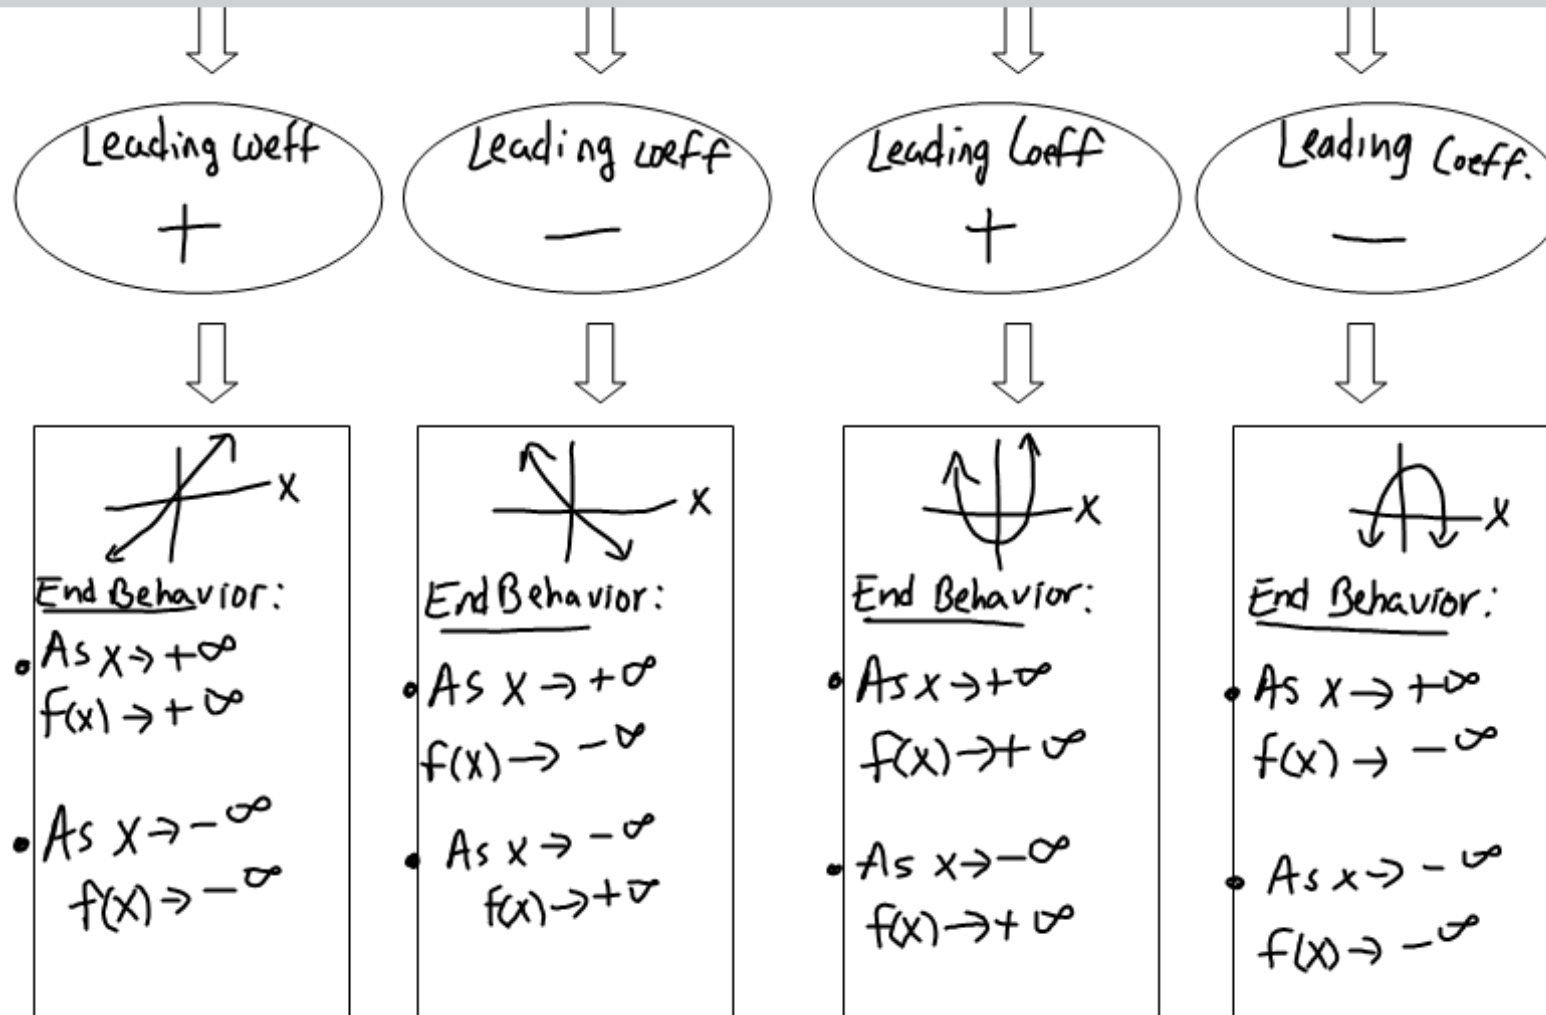 Leading coeff
+
Leading coeff
—
Leading Coeff
+
Leading Coeff.
—
X
End Behavior:
• As x → +∞
f(x) → +∞
• As x → -∞
f(x) → -∞
X
End Behavior:
• As x → +∞
f(x) → -∞
• As x → -∞
f(x) → +∞
X
End Behavior:
• As x → +∞
f(x) → +∞
• As x → -∞
f(x) → +∞
X
End Behavior:
• As x → +∞
f(x) → -∞
• As x → -∞
f(x) → -∞